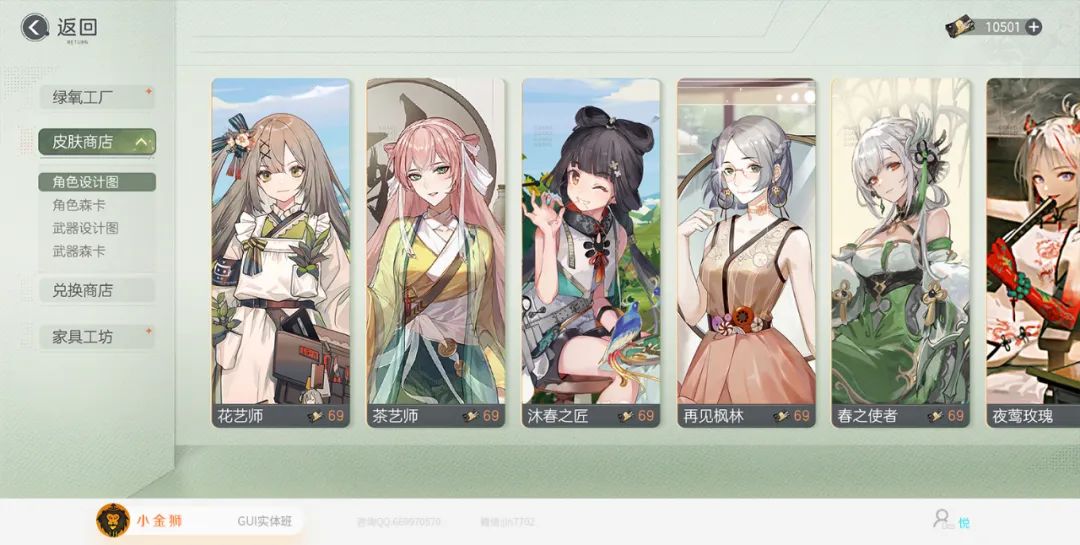 返回
RETURN
10501
绿氧工厂
皮肤商店
角色设计图
角色森卡
武器设计图
武器森卡
兑换商店
家具工坊
花艺师 69
茶艺师 69
沐春之匠 69
再见枫林 69
春之使者 69
夜莺玫瑰
小金狮 GUI实体班 咨询QQ:669970570 微信:jin7702
悦